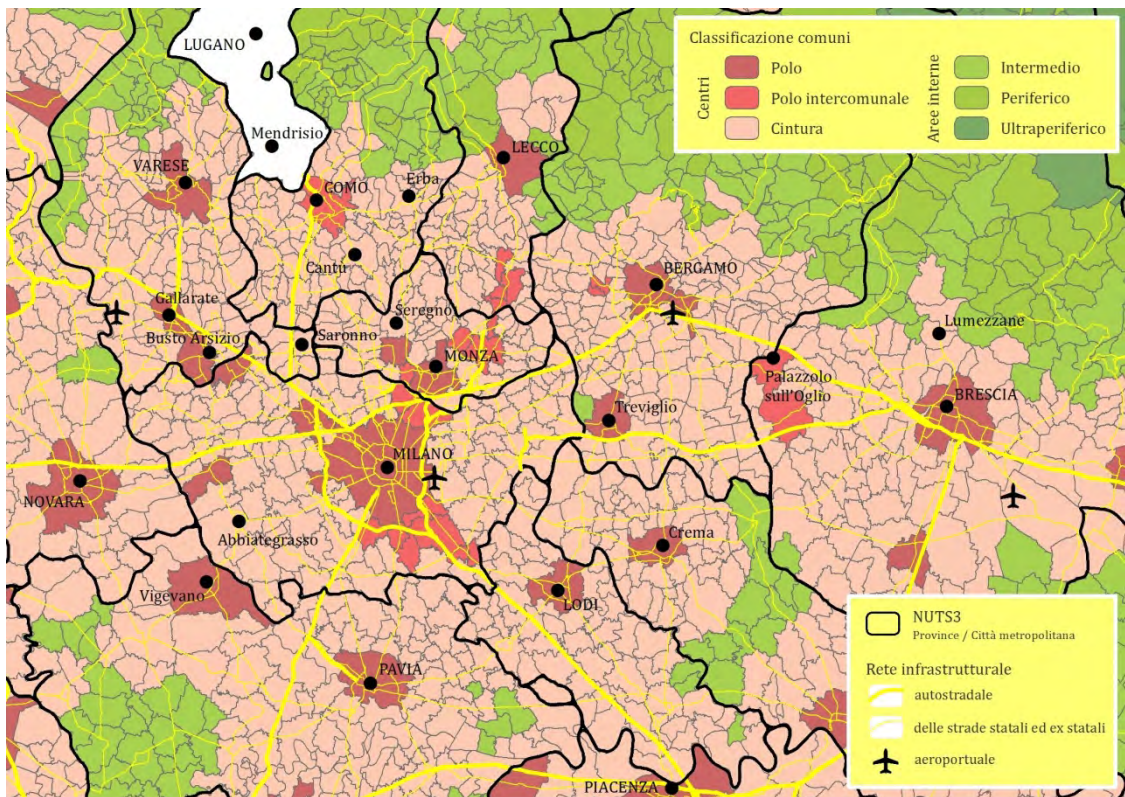 LUGANO
Mendrisio
VARESE
COMO
Erba
LECCO
Cantu
Gallarate
Busto Arsizio
Saronno
Seregno
MONZA
BERGAMO
Lumezzane
Palazzolo
sull'Oglio
BRESCIA
Treviglio
MILANO
NOVARA
Abbiategrasso
Crema
Vigevano
LODI
PAVIA
PIACENZA
Classificazione comuni
Centri
Polo
Polo intercomunale
Cintura
Aree interne
Intermedio
Periferico
Ultraperiferico
NUTS3
Province / Città metropolitana
Rete infrastrutturale
autostradale
delle strade statali ed ex statali
aeroportuale